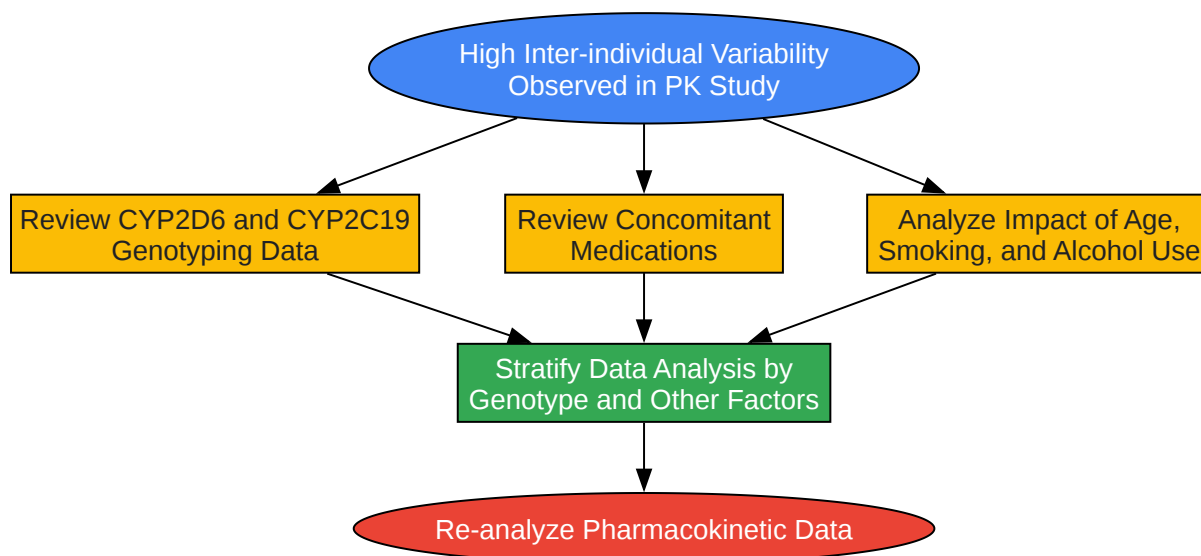 High Inter-individual Variability
Observed in PK Study
Review CYP2D6 and CYP2C19
Genotyping Data
Review Concomitant
Medications
Analyze Impact of Age,
Smoking, and Alcohol Use
Stratify Data Analysis by
Genotype and Other Factors
Re-analyze Pharmacokinetic Data